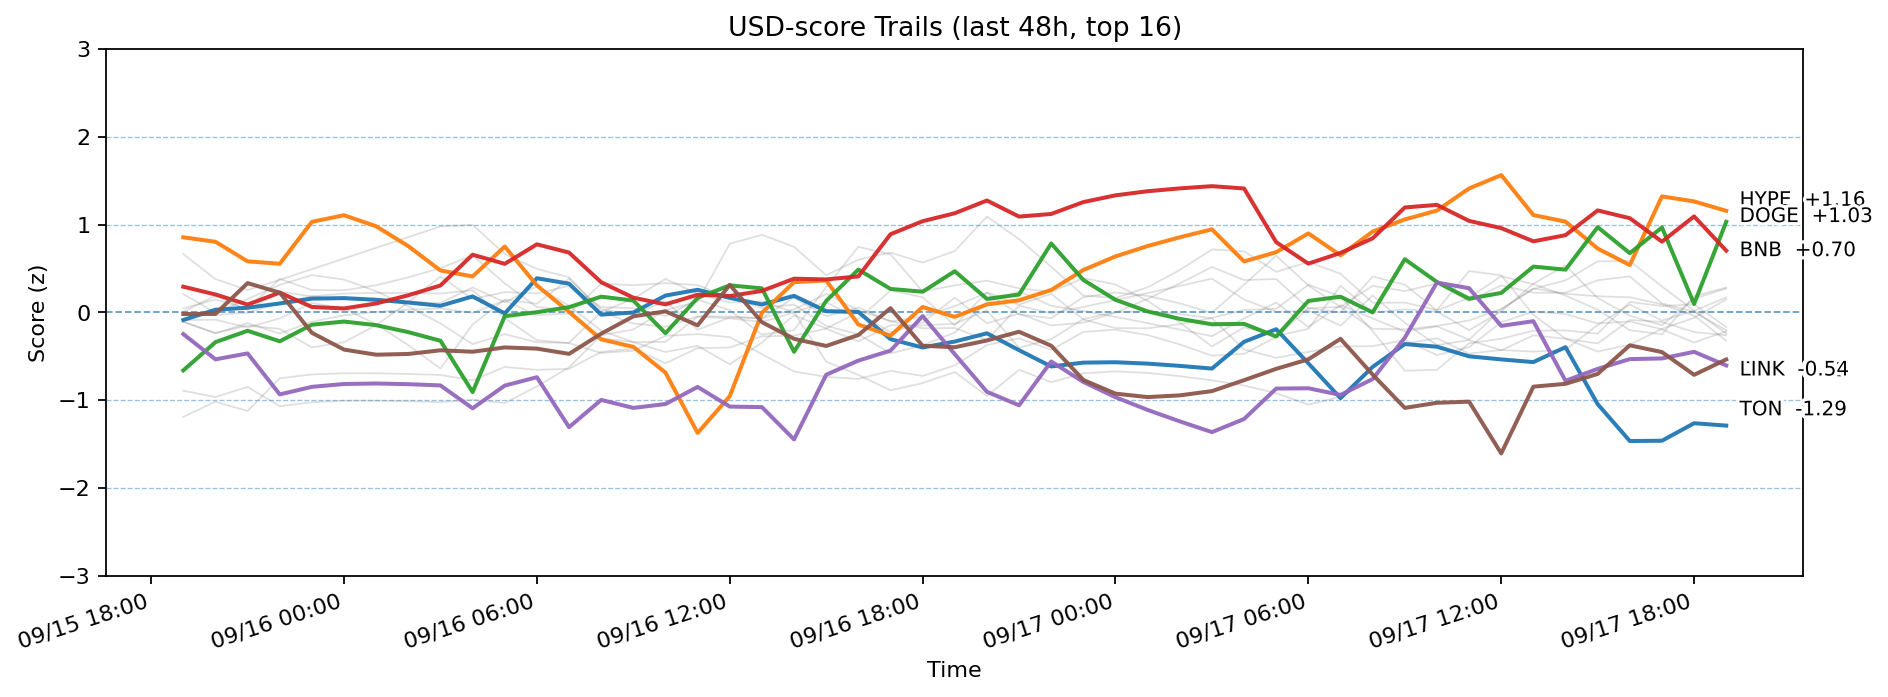 USD-score Trails (last 48h, top 16)
3
2
1
0
−1
−2
−3
Score (z)
HYPE +1.16
DOGE +1.03
BNB +0.70
LINK -0.54
TON -1.29
09/15 18:00
09/16 00:00
09/16 06:00
09/16 12:00
09/16 18:00
09/17 00:00
09/17 06:00
09/17 12:00
09/17 18:00
Time